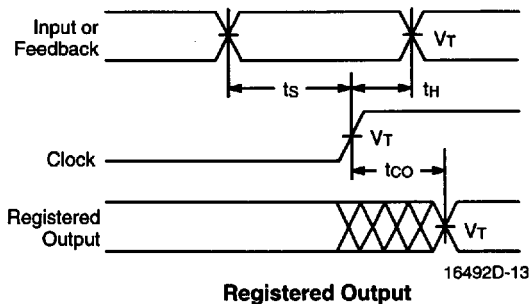 Input or
Feedback
VT
tS
tH
Clock
VT
tCO
Registered
Output
VT
16492D-13
Registered Output